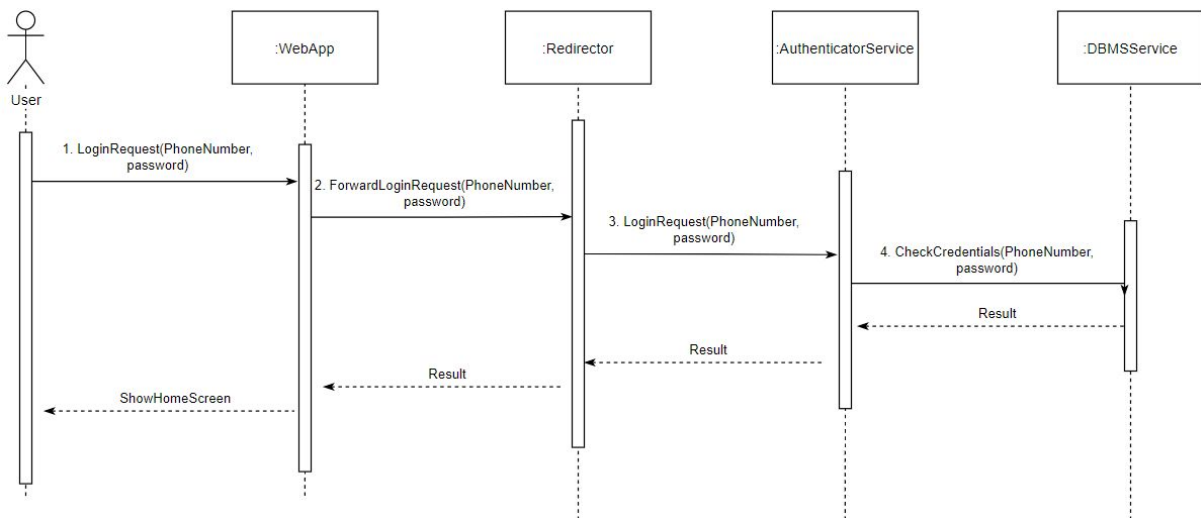 :WebApp
:Redirector
:AuthenticatorService
:DBMSService
User
1. LoginRequest(PhoneNumber,
password)
2. ForwardLoginRequest(PhoneNumber,
password)
3. LoginRequest(PhoneNumber,
password)
4. CheckCredentials(PhoneNumber,
password)
Result
Result
Result
ShowHomeScreen